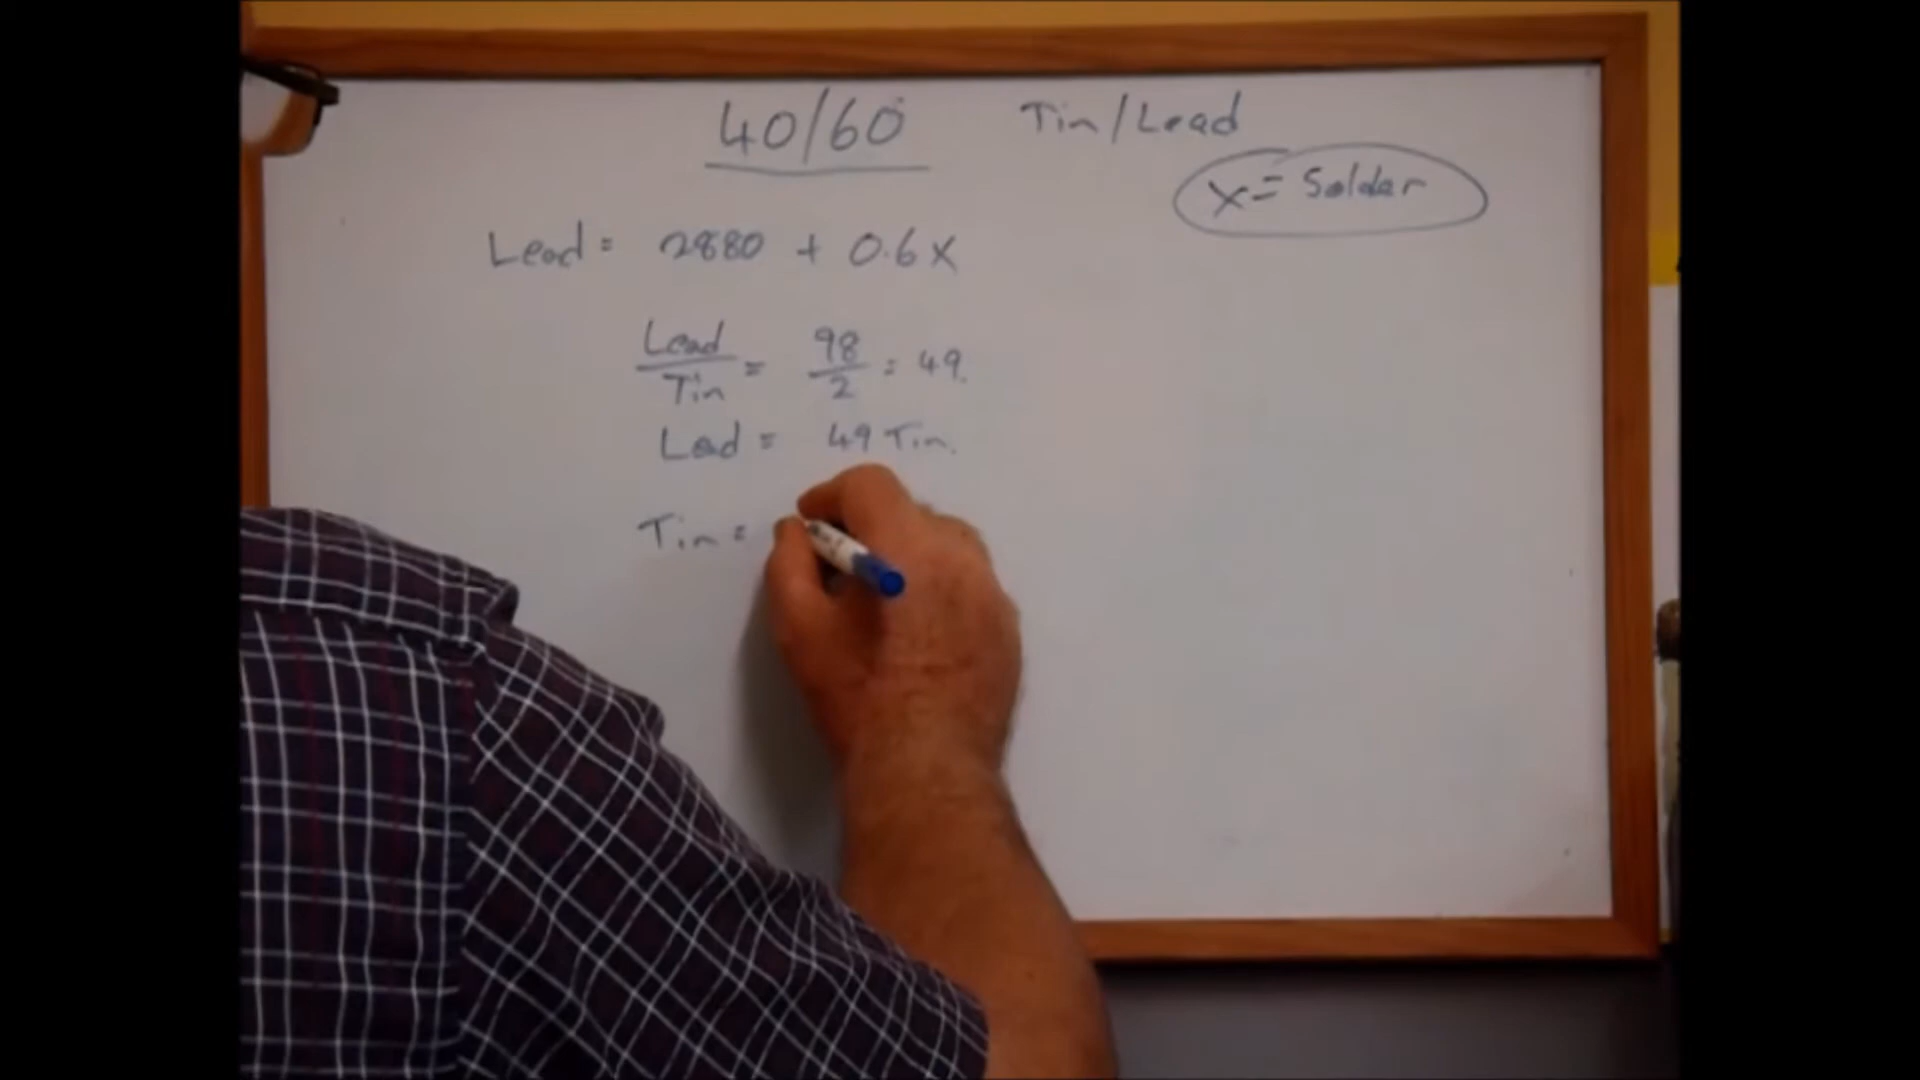 40/60 Tin/Lead
x = Solder
Lead = 2880 + 0.6x
Lead
Tin = 98
2 = 49.
Lead = 49 Tin.
Tin =